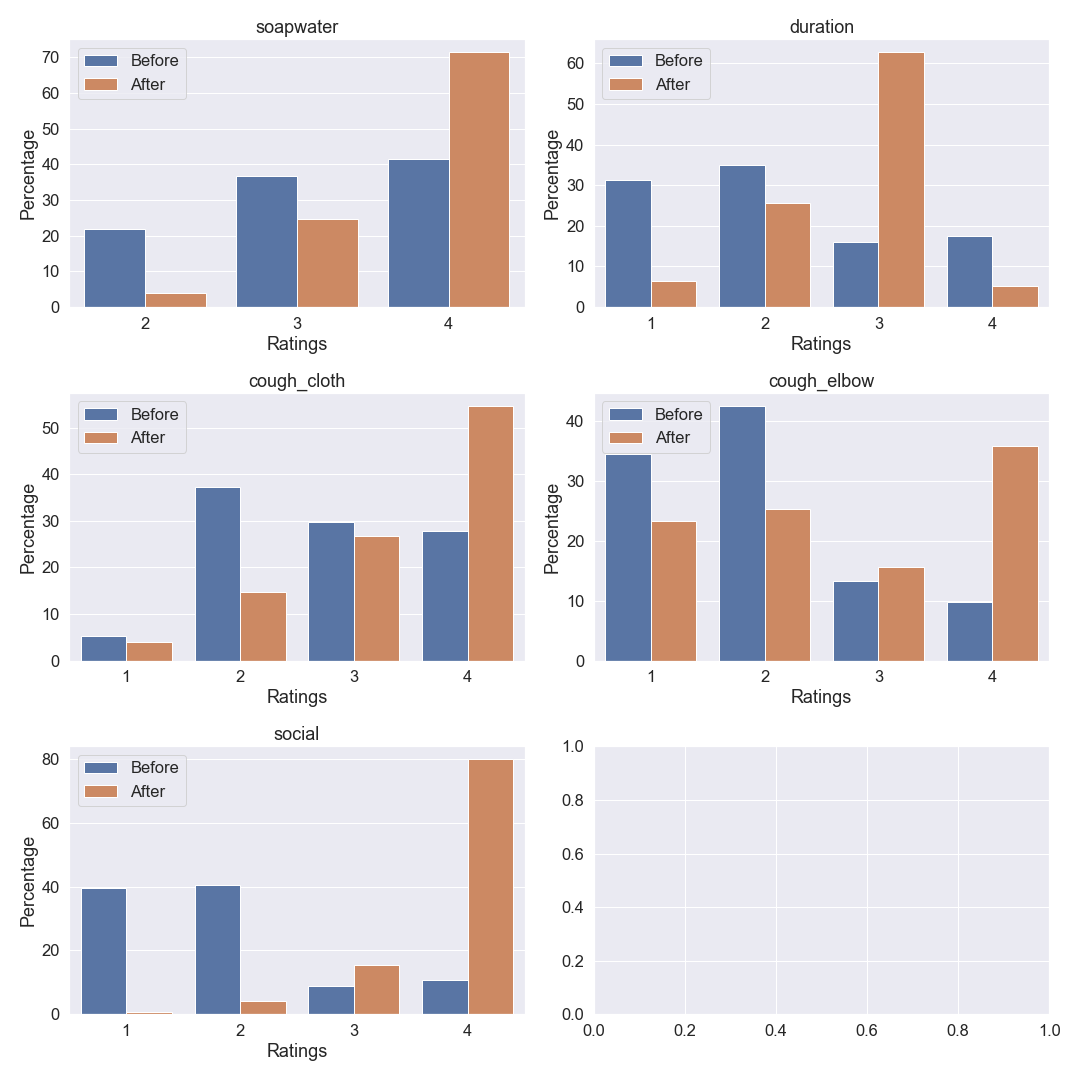 soapwater
Before
After
70
60
50
40
30
20
10
0
Percentage
2 3 4
Ratings
duration
Before
After
60
50
40
30
20
10
0
Percentage
1 2 3 4
Ratings
cough_cloth
Before
After
50
40
30
20
10
0
Percentage
1 2 3 4
Ratings
cough_elbow
Before
After
40
30
20
10
0
Percentage
1 2 3 4
Ratings
social
Before
After
80
60
40
20
0
Percentage
1 2 3 4
Ratings
1.0
0.8
0.6
0.4
0.2
0.0
0.0 0.2 0.4 0.6 0.8 1.0